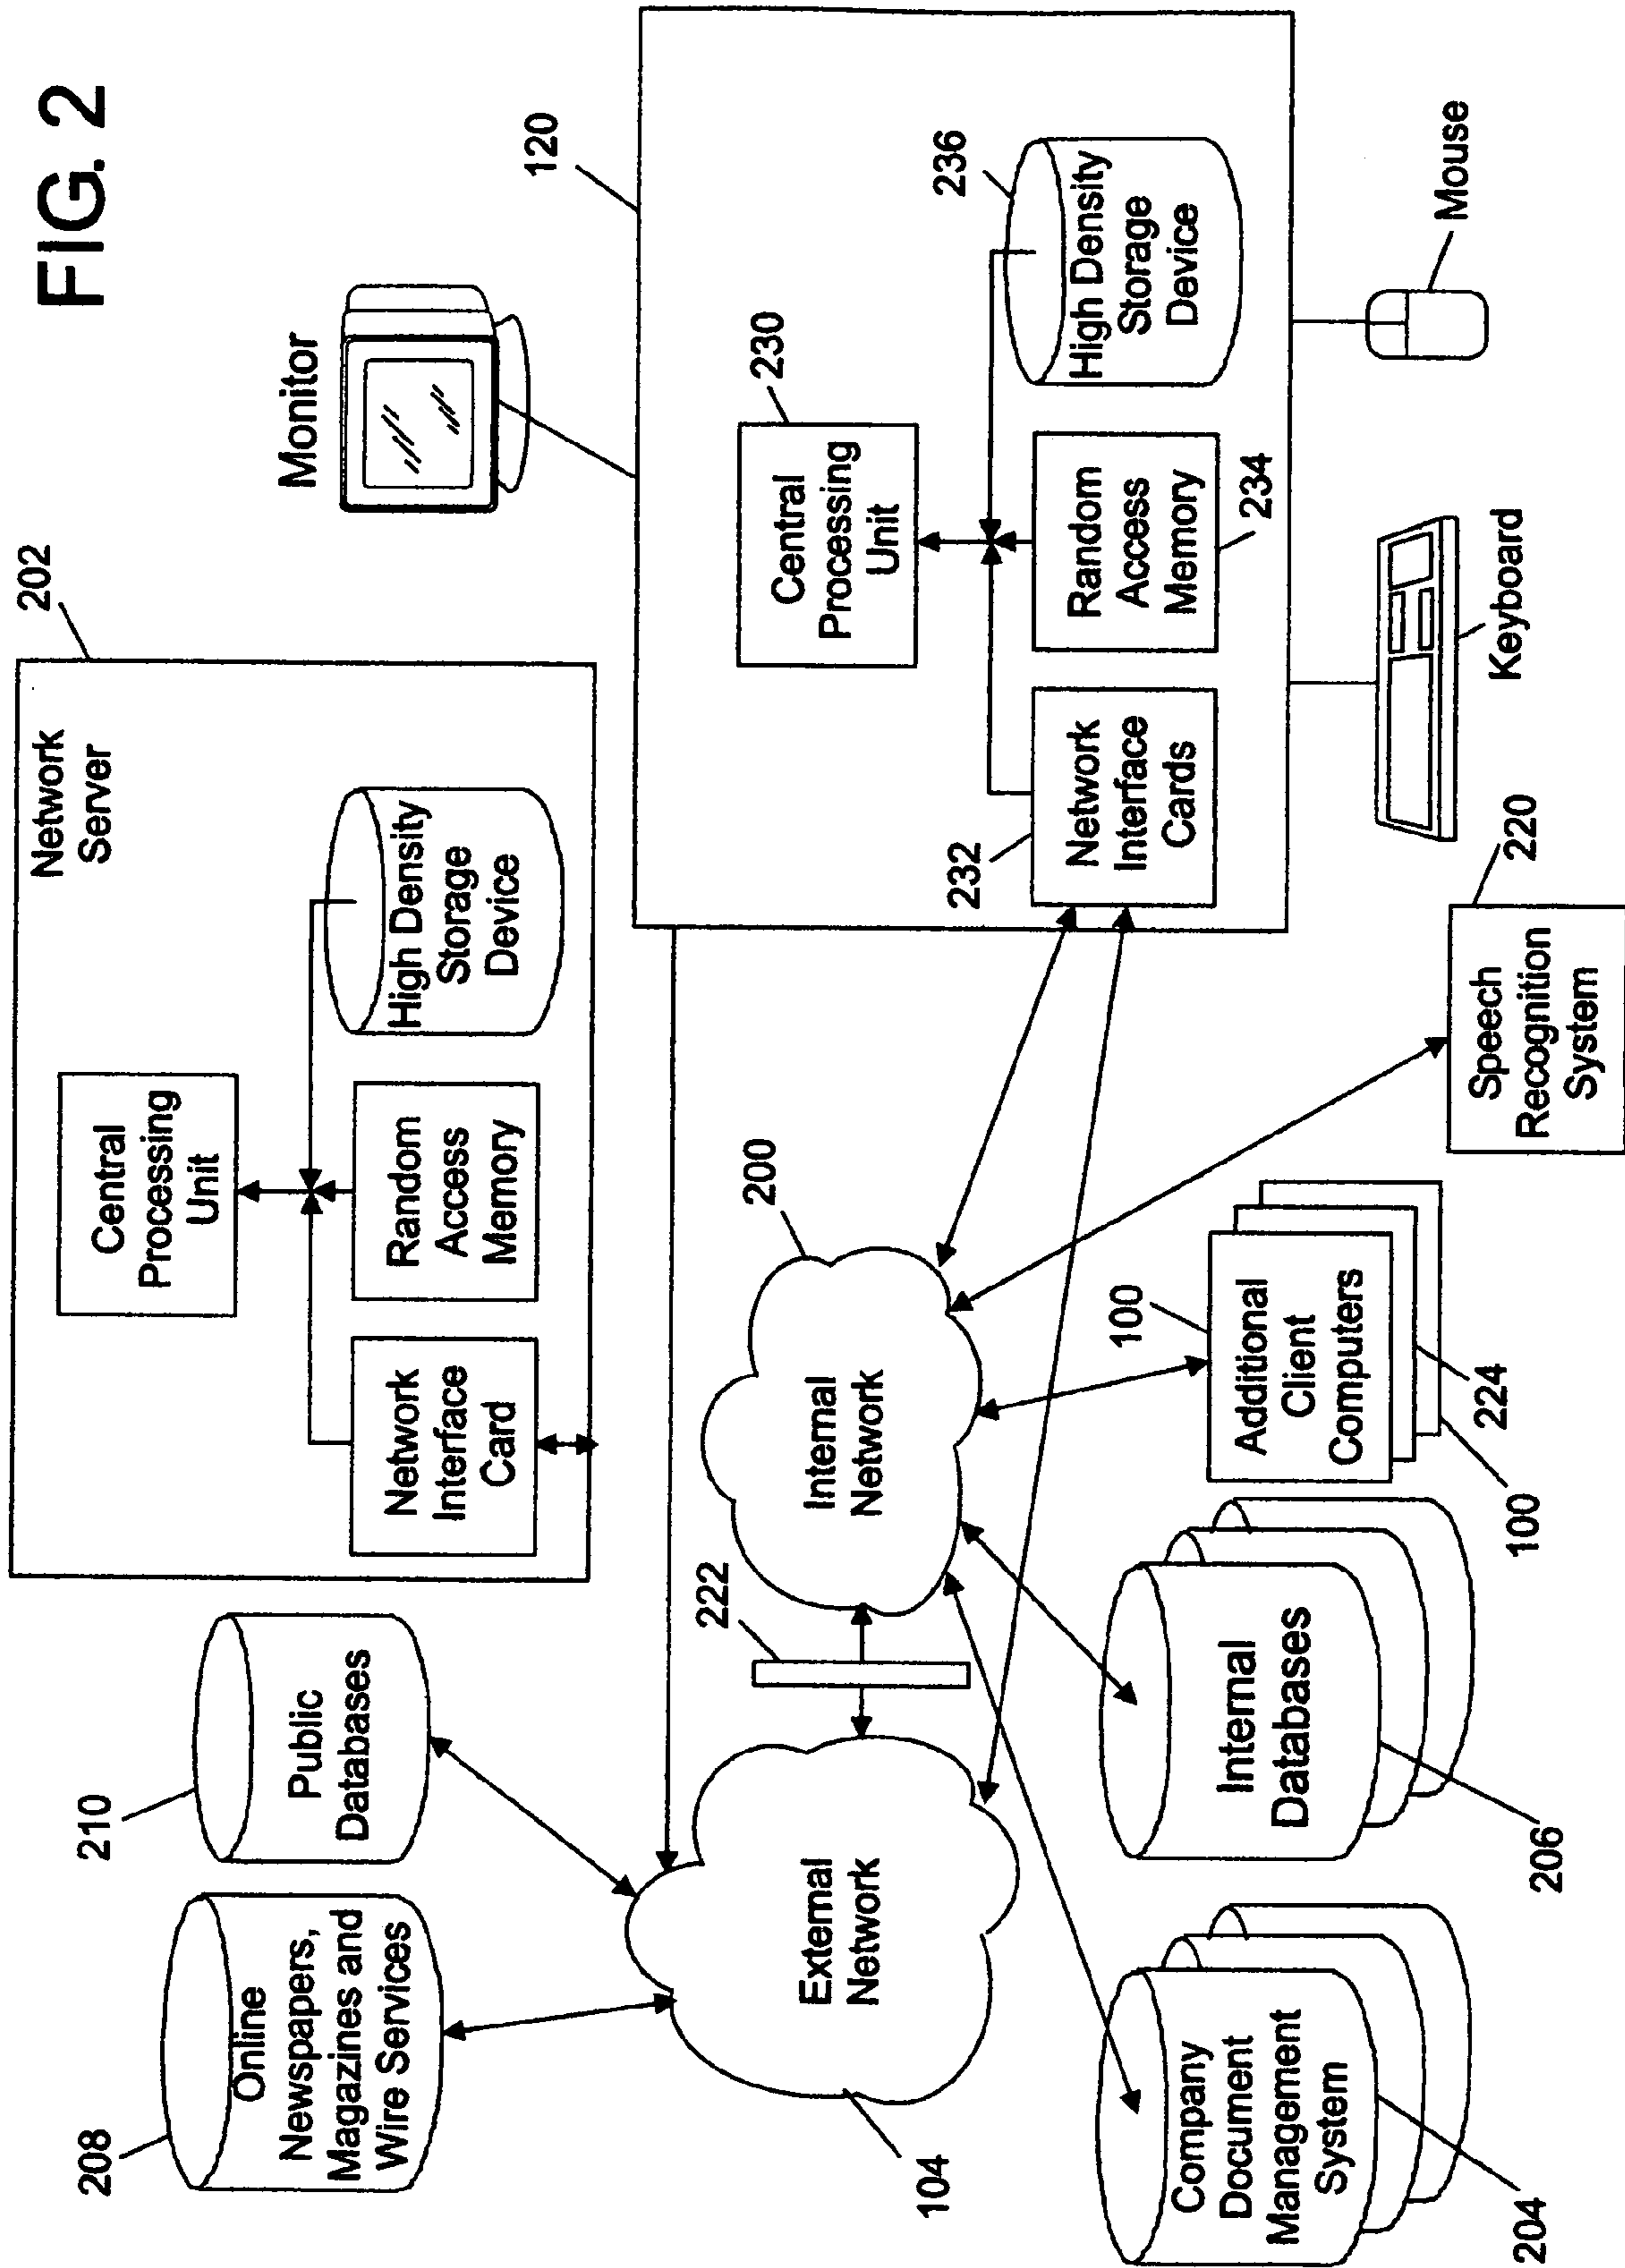 FIG. 2
202
Network
Server
Central
Processing
Unit
Network
Interface
Card
Random
Access
Memory
High Density
Storage
Device
Monitor
120
208
Online
Newspapers,
Magazines and
Wire Services
210
Public
Databases
External
Network
104
222
Internal
Network
200
230
Central
Processing
Unit
232
Network
Interface
Cards
Random
Access
Memory
234
236
High Density
Storage
Device
Company
Document
Management
System
204
Internal
Databases
206
100
Additional
Client
Computers
224
100
220
Speech
Recognition
System
Keyboard
Mouse